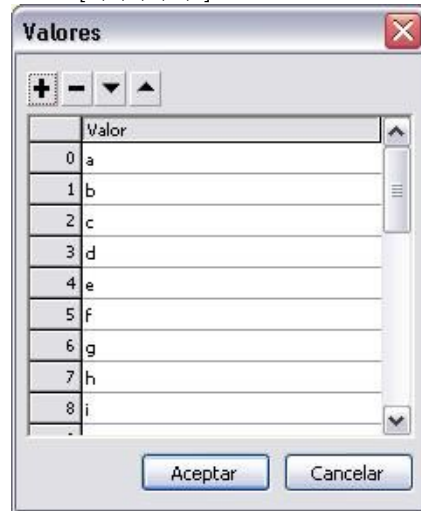 Valores
Valor
0 a
1 b
2 c
3 d
4 e
5 f
6 g
7 h
8 i
Aceptar Cancelar